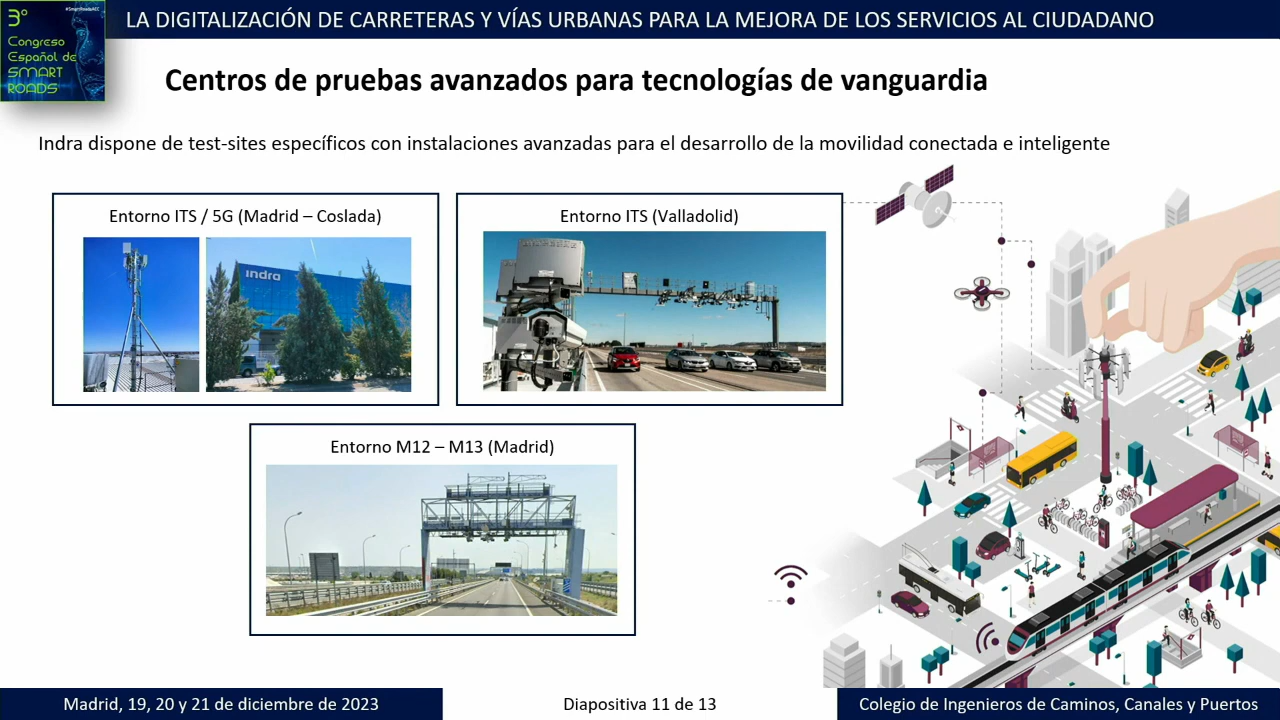 3º
Congreso
Español de
SMART
ROADS
#SmartRoadsAEC
LA DIGITALIZACIÓN DE CARRETERAS Y VÍAS URBANAS PARA LA MEJORA DE LOS SERVICIOS AL CIUDADANO
Centros de pruebas avanzados para tecnologías de vanguardia
Indra dispone de test-sites específicos con instalaciones avanzadas para el desarrollo de la movilidad conectada e inteligente
Entorno ITS / 5G (Madrid – Coslada)
indra
Entorno ITS (Valladolid)
Entorno M12 – M13 (Madrid)
Madrid, 19, 20 y 21 de diciembre de 2023
Diapositiva 11 de 13
Colegio de Ingenieros de Caminos, Canales y Puertos